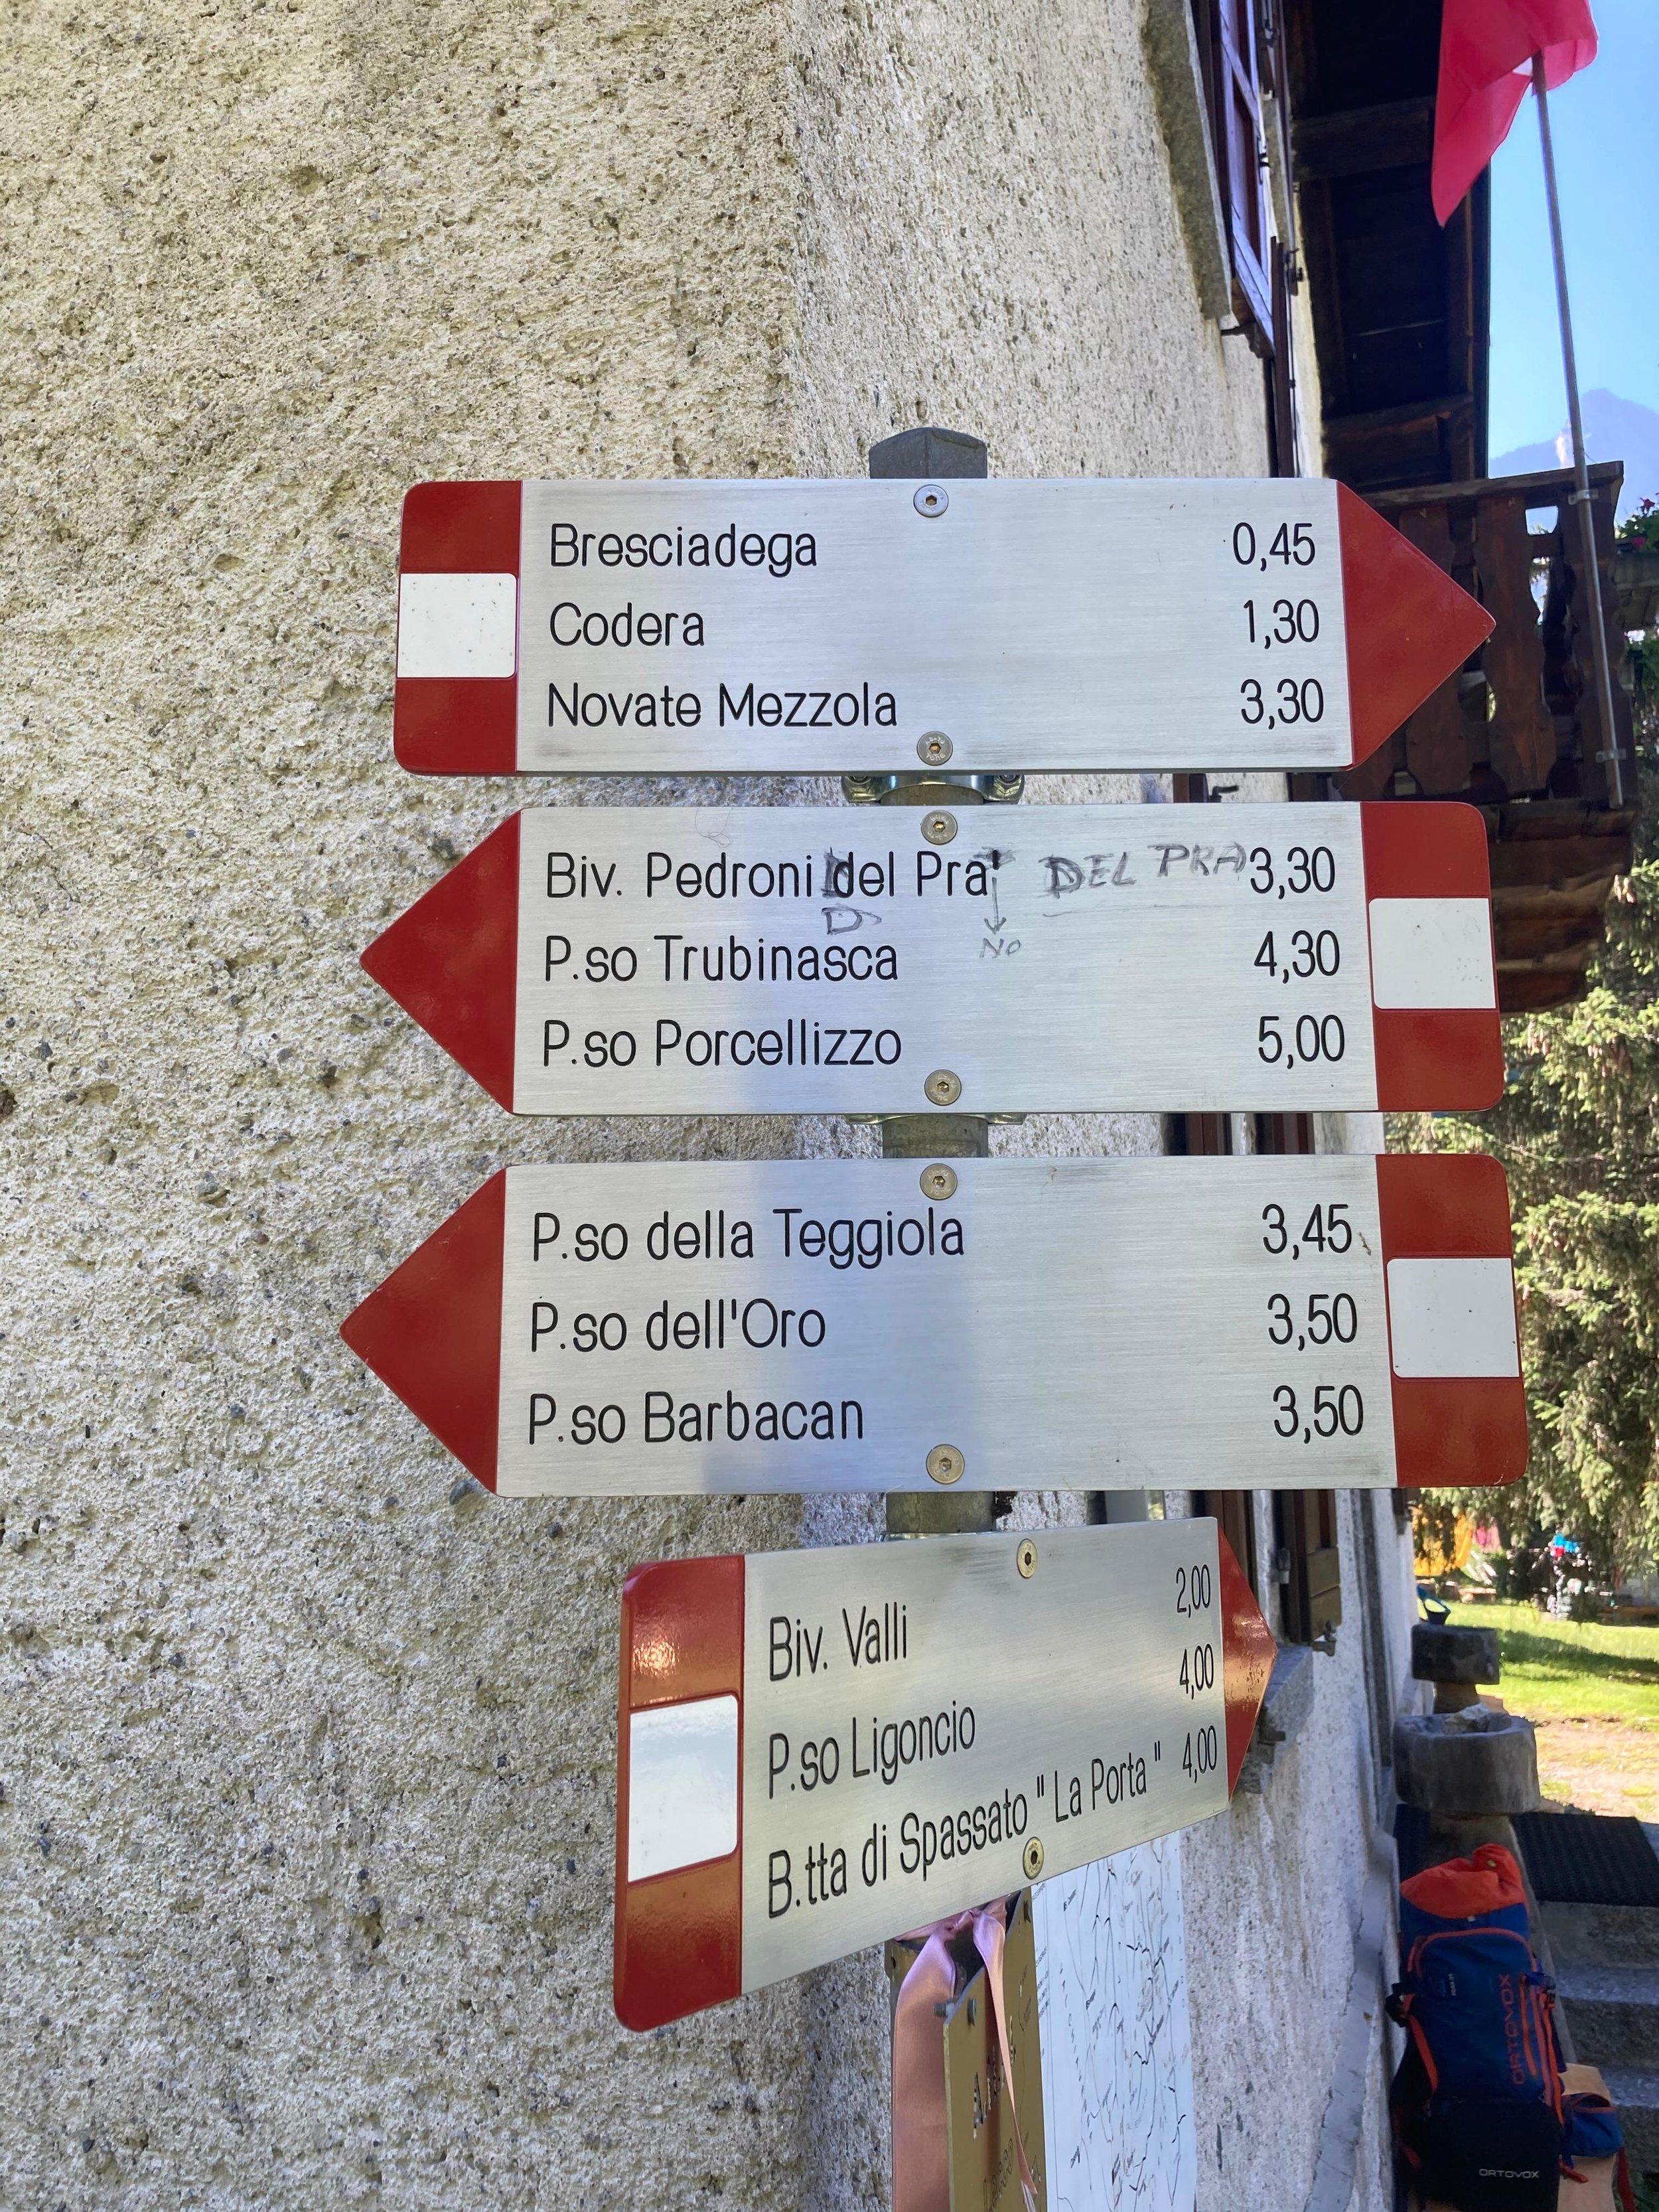 Bresciadega 0,45
Codera 1,30
Novate Mezzola 3,30
Biv. Pedroni del Pra' DEL PRA 3,30
D NO
P.so Trubinasca 4,30
P.so Porcellizzo 5,00
P.so della Teggiola 3,45
P.so dell'Oro 3,50
P.so Barbacan 3,50
Biv. Valli 2,00
P.so Ligoncio 4,00
B.tta di Spassato "La Porta" 4,00
ORTOVOX
ORTOVOX